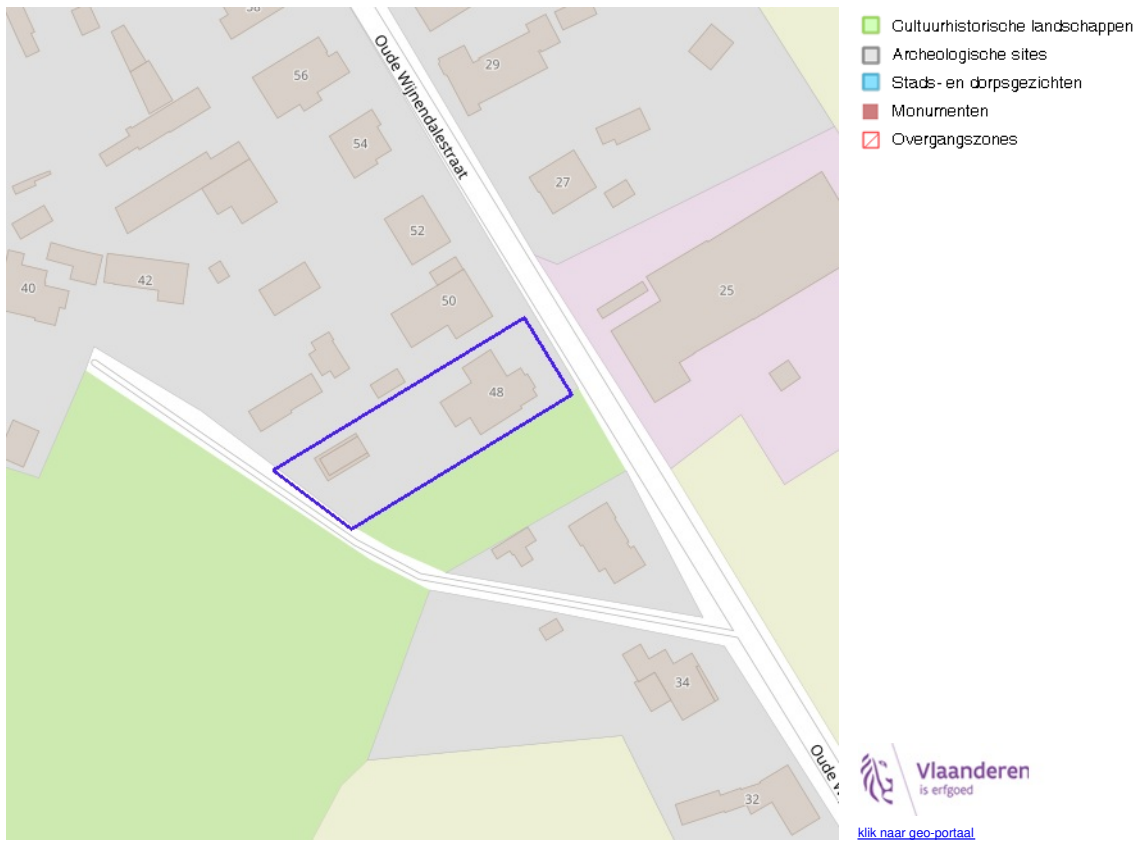 58
56
29
Oude Wijnendalestraat
54
27
52
42
40
50
25
48
34
32
Oude W
Cultuurhistorische landschappen
Archeologische sites
Stads- en dorpsgezichten
Monumenten
Overgangszones
Vlaanderen
is erfgoed
klik naar geo-portaal